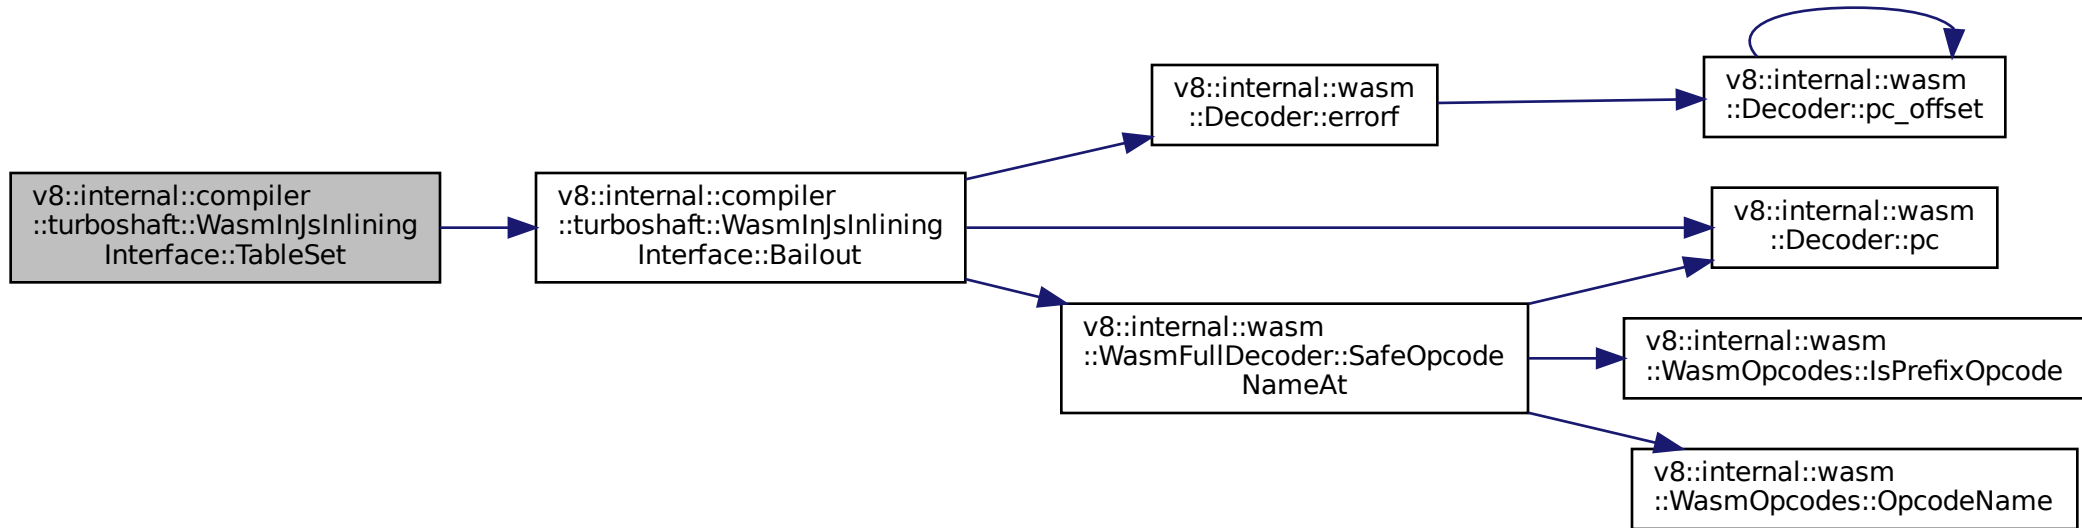 v8::internal::compiler
::turboshaft::WasmInJsInlining
Interface::TableSet
v8::internal::compiler
::turboshaft::WasmInJsInlining
Interface::Bailout
v8::internal::wasm
::Decoder::errorf
v8::internal::wasm
::Decoder::pc_offset
v8::internal::wasm
::Decoder::pc
v8::internal::wasm
::WasmFullDecoder::SafeOpcode
NameAt
v8::internal::wasm
::WasmOpcodes::IsPrefixOpcode
v8::internal::wasm
::WasmOpcodes::OpcodeName